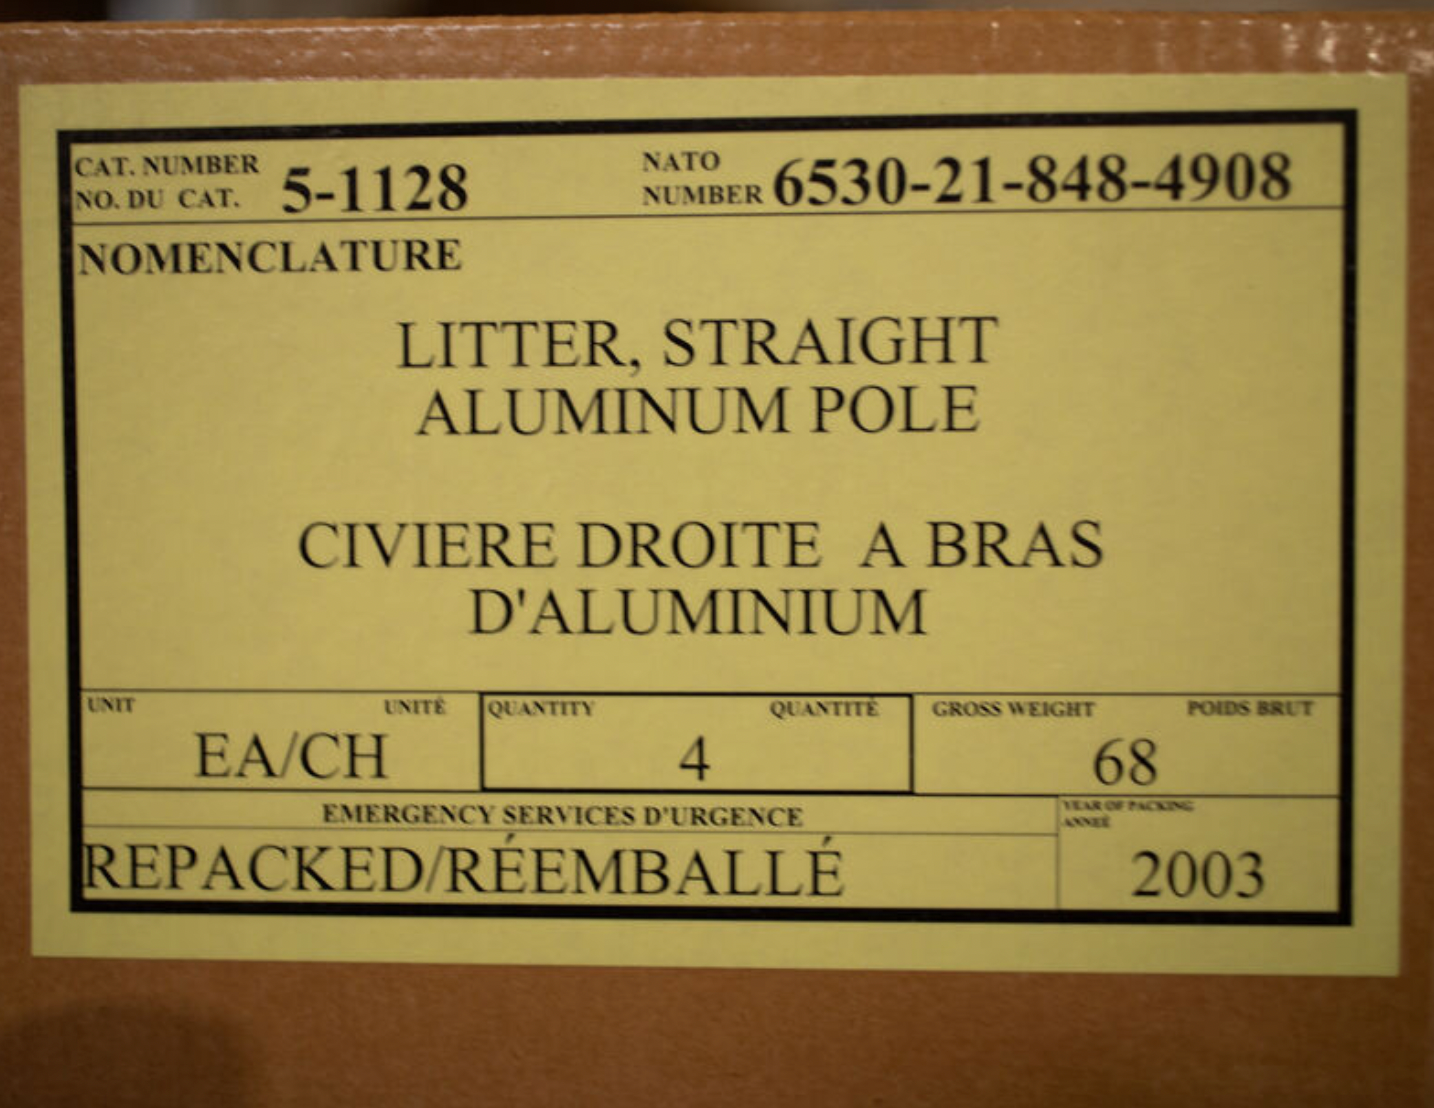 CAT. NUMBER
NO. DU CAT. 5-1128
NATO
NUMBER 6530-21-848-4908
NOMENCLATURE
LITTER, STRAIGHT
ALUMINUM POLE
CIVIERE DROITE A BRAS
D'ALUMINIUM
UNIT UNITÉ
EA/CH
QUANTITY QUANTITÉ
4
GROSS WEIGHT POIDS BRUT
68
EMERGENCY SERVICES D'URGENCE
REPACKED/RÉEMBALLÉ
YEAR OF PACKING
ANNEÉ
2003